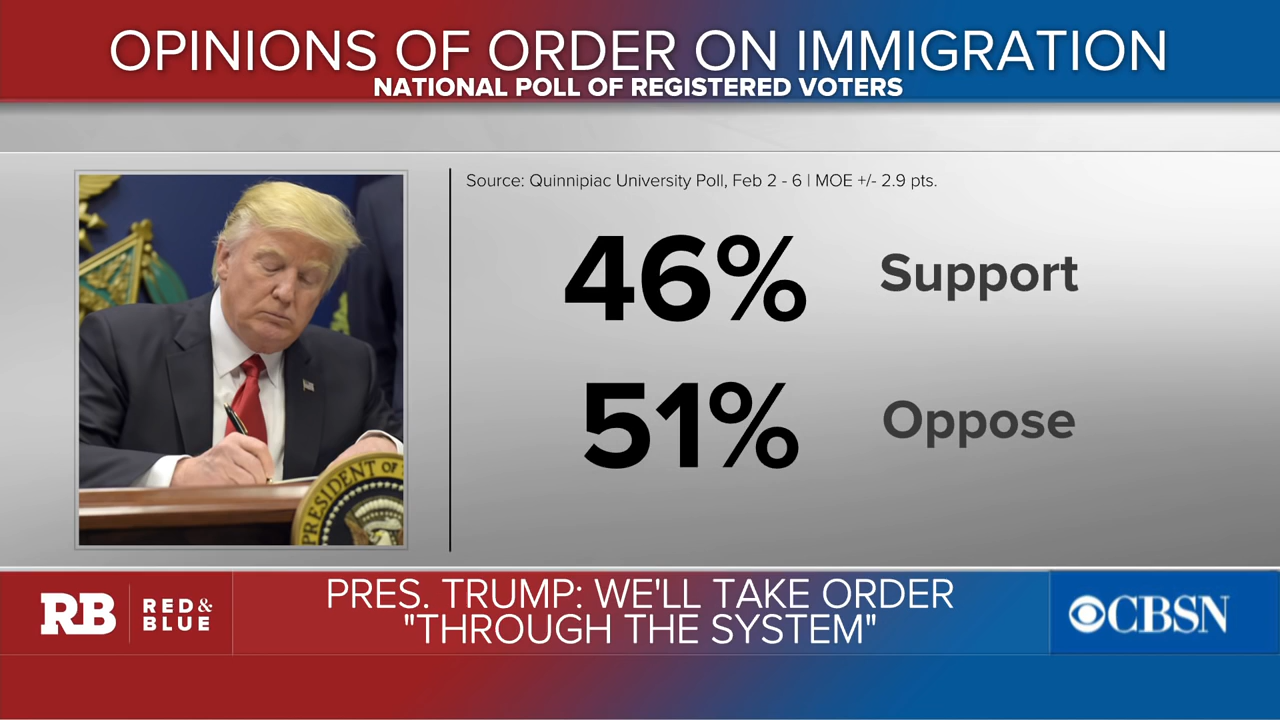 OPINIONS OF ORDER ON IMMIGRATION
NATIONAL POLL OF REGISTERED VOTERS
Source: Quinnipiac University Poll, Feb 2 - 6 | MOE +/- 2.9 pts.
46% Support
51% Oppose
PRESIDENT OF
RB RED& BLUE
PRES. TRUMP: WE'LL TAKE ORDER
"THROUGH THE SYSTEM"
CBSN